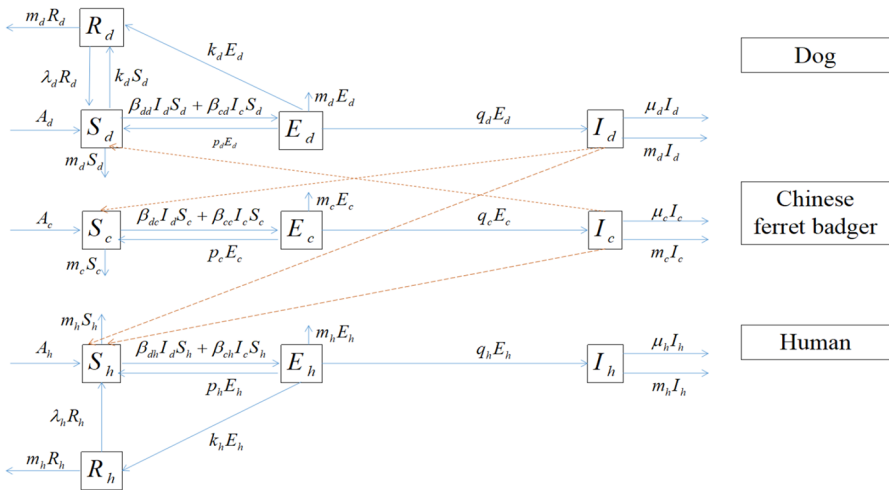 m_d R_d
R_d
k_d E_d
Dog
λ_d R_d
k_d S_d
A_d
β_dd I_d S_d + β_cd I_c S_d
m_d E_d
q_d E_d
μ_d I_d
S_d
E_d
I_d
p_d E_d
m_d S_d
m_d I_d
Chinese
ferret badger
A_c
β_dc I_d S_c + β_cc I_c S_c
m_c E_c
q_c E_c
μ_c I_c
S_c
E_c
I_c
p_c E_c
m_c S_c
m_c I_c
m_h S_h
Human
A_h
β_dh I_d S_h + β_ch I_c S_h
m_h E_h
q_h E_h
μ_h I_h
S_h
E_h
I_h
p_h E_h
m_h I_h
λ_h R_h
k_h E_h
m_h R_h
R_h